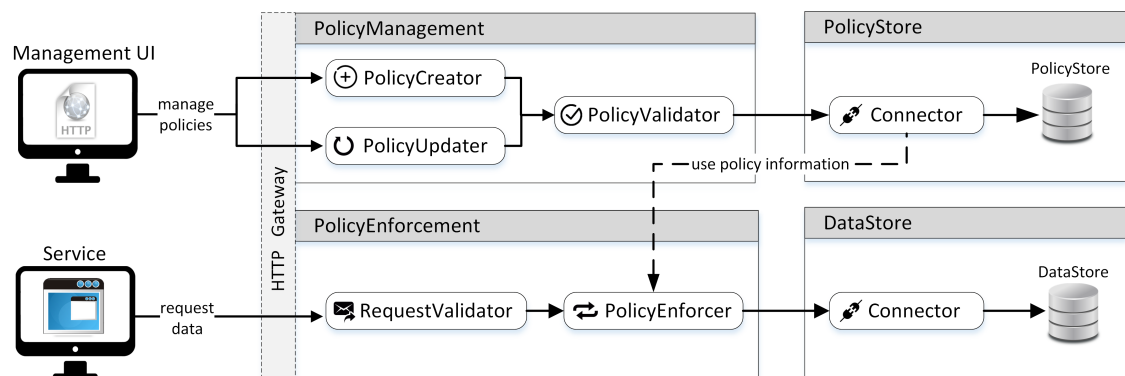 Management UI
HTTP
manage
policies
HTTP Gateway
PolicyManagement
PolicyCreator
PolicyUpdater
PolicyValidator
PolicyStore
Connector
PolicyStore
use policy information
Service
request
data
PolicyEnforcement
RequestValidator
PolicyEnforcer
DataStore
Connector
DataStore